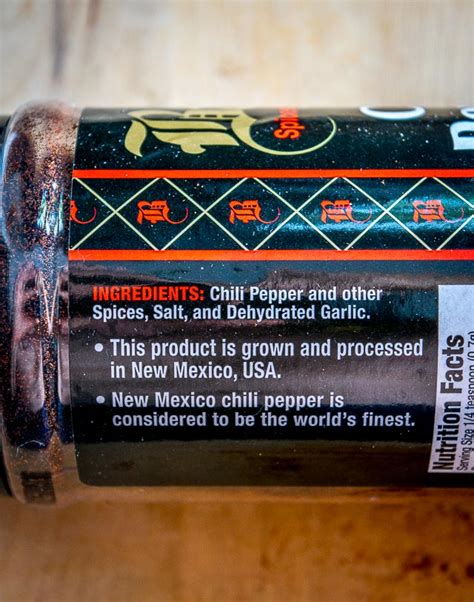 INGREDIENTS: Chili Pepper and other
Spices, Salt, and Dehydrated Garlic.
• This product is grown and processed
in New Mexico, USA.
• New Mexico chili pepper is
considered to be the world's finest.
Nutrition Facts
Serving Size 1/4 teaspoon (0.7g)